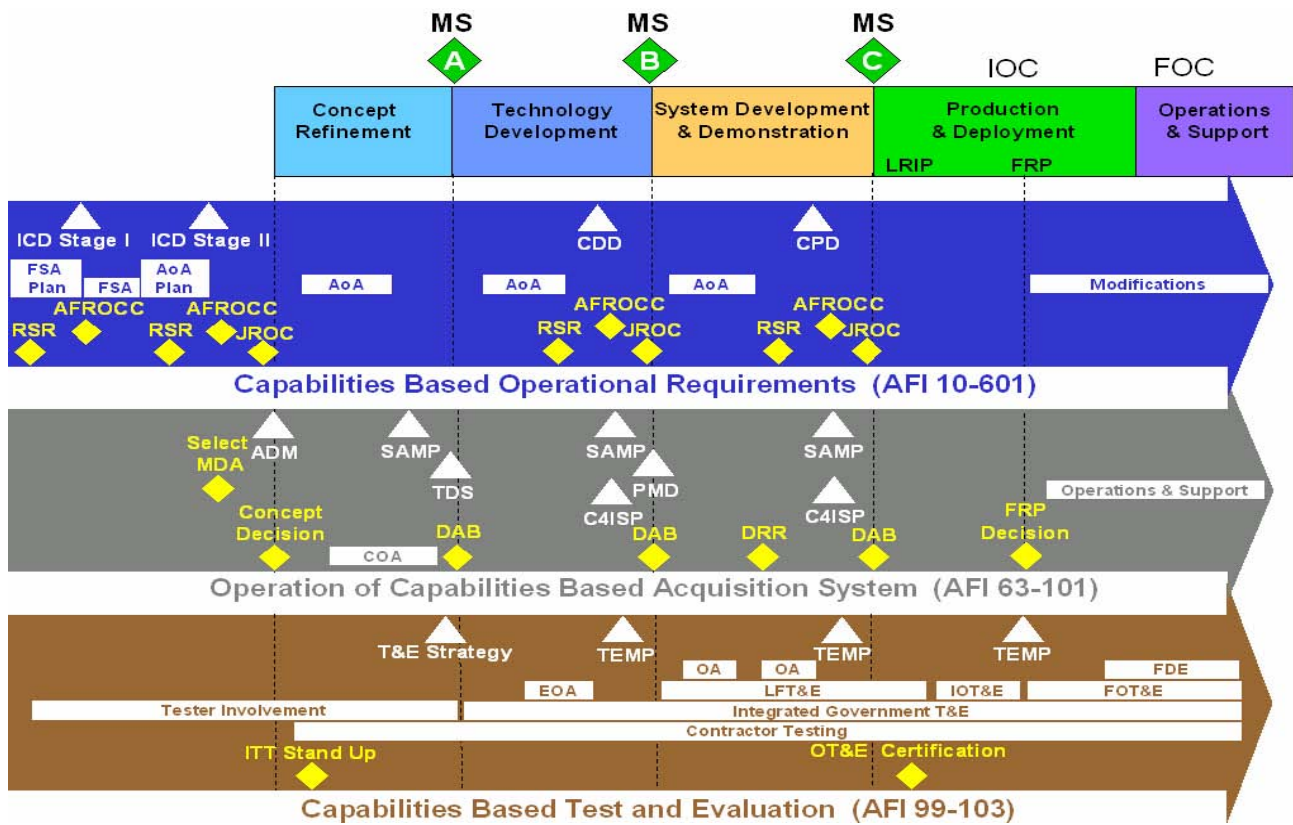 MS
MS
MS
A
B
C
IOC
FOC
Concept
Refinement
Technology
Development
System Development
& Demonstration
Production
& Deployment
Operations
& Support
LRIP
FRP
ICD Stage I
ICD Stage II
CDD
CPD
FSA
Plan
FSA
AoA
Plan
AoA
AoA
AoA
Modifications
AFROCC
AFROCC
AFROCC
AFROCC
RSR
RSR
JROC
RSR
JROC
RSR
JROC
Capabilities Based Operational Requirements (AFI 10-601)
Select
MDA
ADM
SAMP
SAMP
SAMP
TDS
PMD
C4ISP
C4ISP
Operations & Support
Concept
Decision
DAB
DAB
DRR
DAB
FRP
Decision
COA
Operation of Capabilities Based Acquisition System (AFI 63-101)
T&E Strategy
TEMP
TEMP
TEMP
OA
OA
FDE
EOA
LFT&E
IOT&E
FOT&E
Tester Involvement
Integrated Government T&E
Contractor Testing
ITT Stand Up
OT&E Certification
Capabilities Based Test and Evaluation (AFI 99-103)